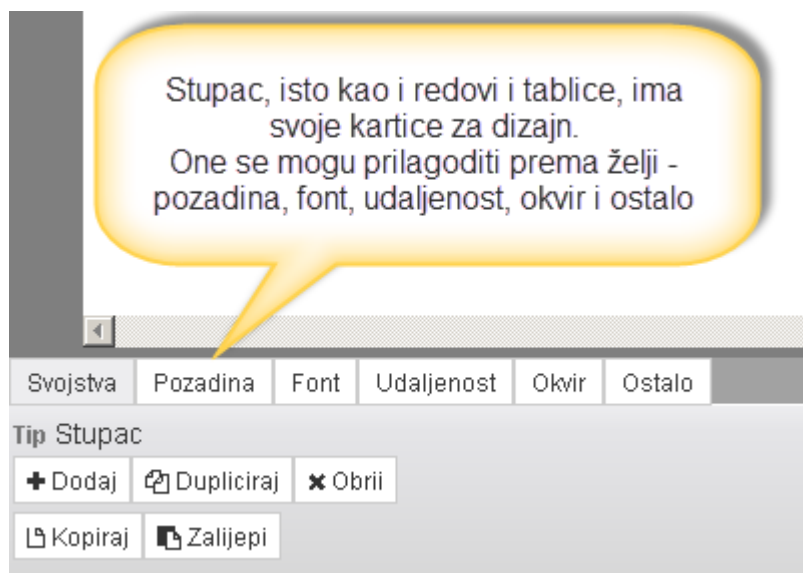 Stupac, isto kao i redovi i tablice, ima
svoje kartice za dizajn.
One se mogu prilagoditi prema želji -
pozadina, font, udaljenost, okvir i ostalo
Svojstva Pozadina Font Udaljenost Okvir Ostalo
Tip Stupac
Dodaj Dupliciraj Obrii
Kopiraj Zalijepi